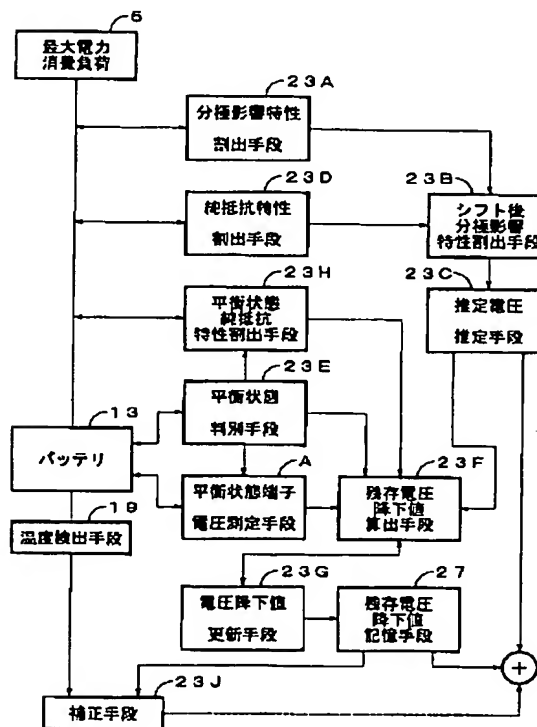 5
最大電力
消費負荷
23A
分極影響特性
割出手段
23D
純抵抗特性
割出手段
23B
シフト後
分極影響
特性割出手段
23H
平衡状態
純抵抗
特性割出手段
23C
推定電圧
推定手段
23E
平衡状態
判別手段
13
バッテリ
A
平衡状態端子
電圧測定手段
23F
残存電圧
降下値
算出手段
19
温度検出手段
23G
電圧降下値
更新手段
27
残存電圧
降下値
記憶手段
+
23J
補正手段